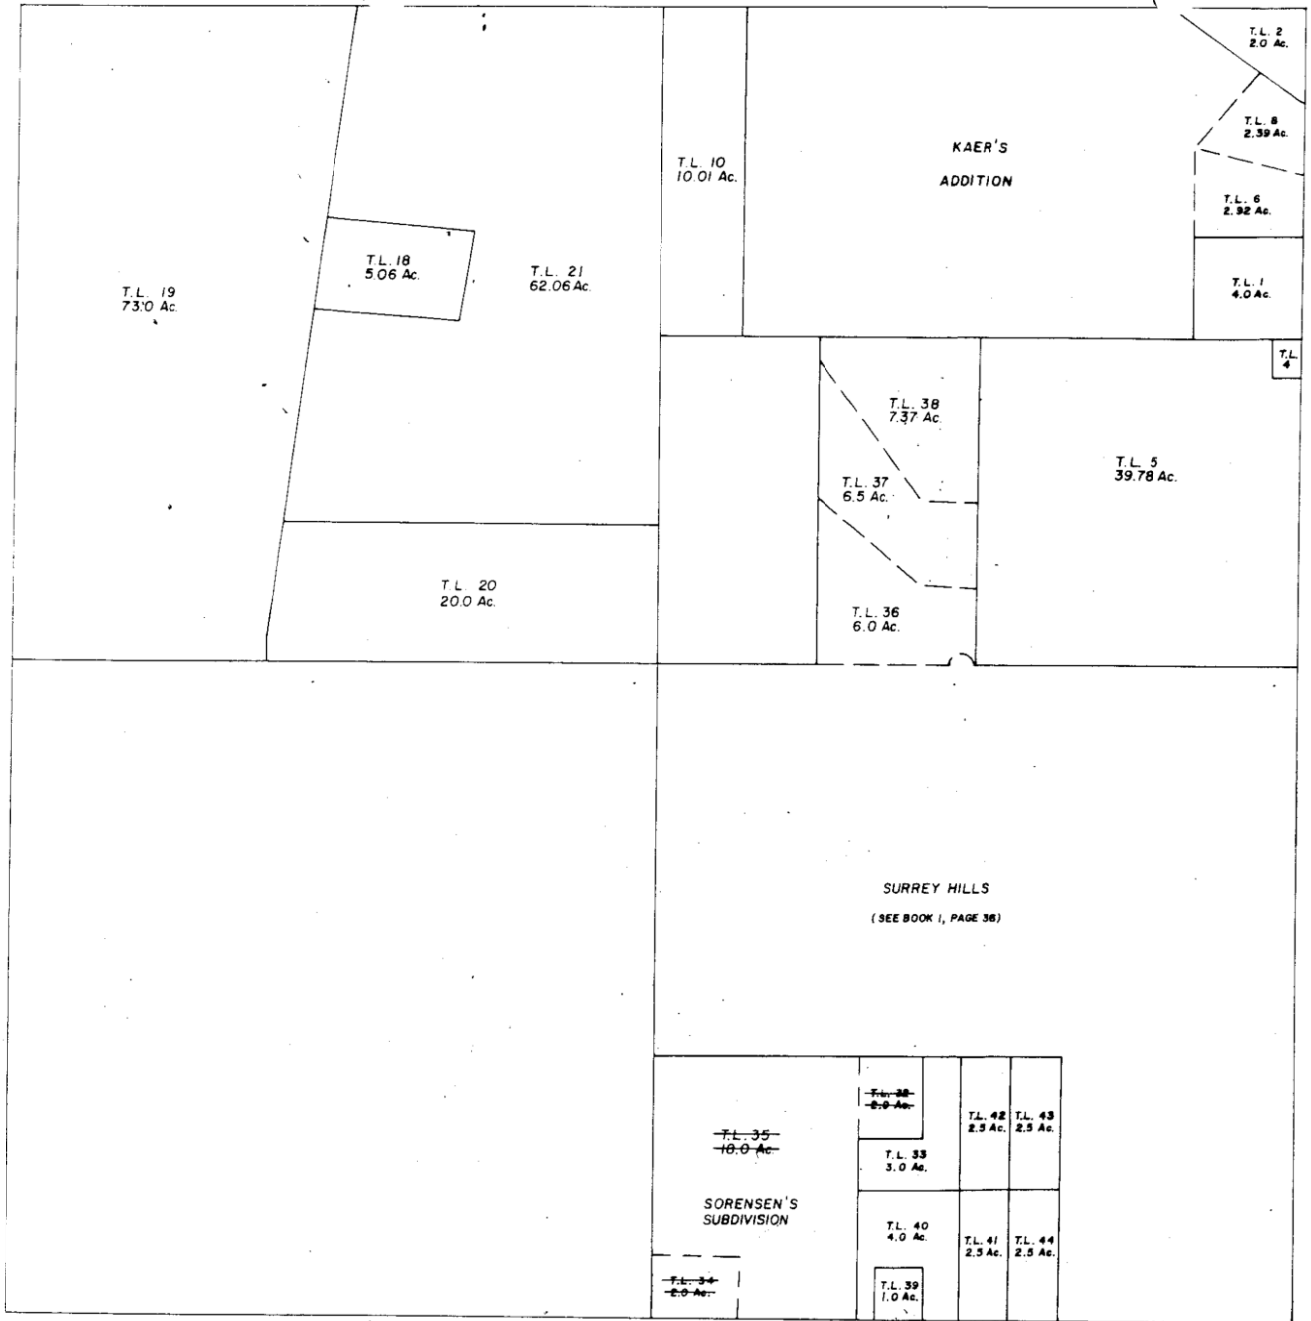 T.L. 2
2.0 Ac.
T.L. 8
2.39 Ac.
KAER'S
ADDITION
T.L. 10
10.01 Ac.
T.L. 6
2.92 Ac.
T.L. 18
5.06 Ac.
T.L. 21
62.06 Ac.
T.L. 19
73.0 Ac.
T.L. 1
4.0 Ac.
T.L.
4
T.L. 38
7.37 Ac.
T.L. 5
39.78 Ac.
T.L. 37
6.5 Ac.
T.L. 20
20.0 Ac.
T.L. 36
6.0 Ac.
SURREY HILLS
(SEE BOOK 1, PAGE 36)
T.L. 32
2.0 Ac.
T.L. 42
2.5 Ac.
T.L. 43
2.5 Ac.
T.L. 35
18.0 Ac.
T.L. 33
3.0 Ac.
SORENSEN'S
SUBDIVISION
T.L. 40
4.0 Ac.
T.L. 41
2.5 Ac.
T.L. 44
2.5 Ac.
T.L. 34
2.0 Ac.
T.L. 39
1.0 Ac.